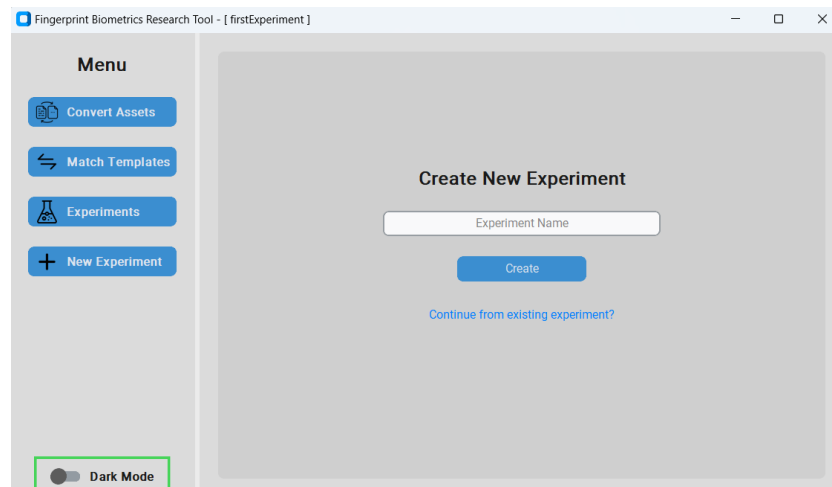 Fingerprint Biometrics Research Tool - [ firstExperiment ]
Menu
Convert Assets
Match Templates
Experiments
New Experiment
Dark Mode
Create New Experiment
Experiment Name
Create
Continue from existing experiment?